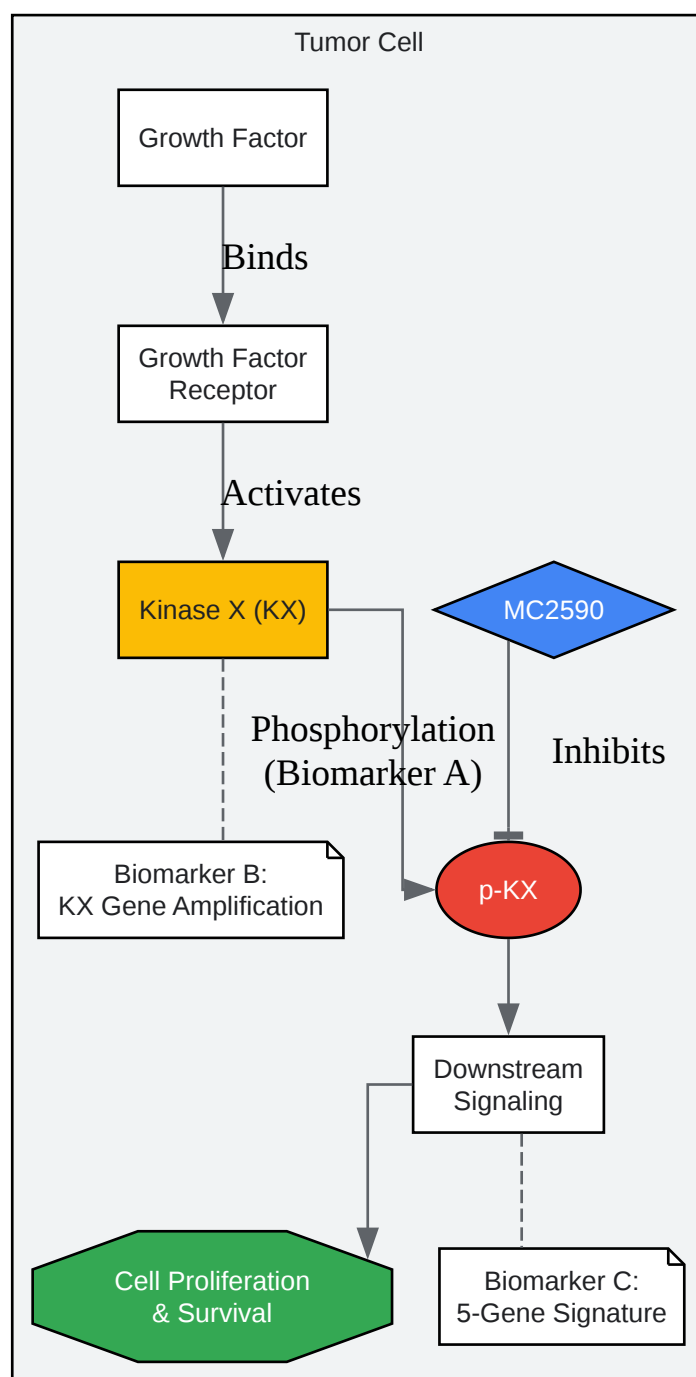 Tumor Cell
Growth Factor
Binds
Growth Factor
Receptor
Activates
Kinase X (KX)
MC2590
Phosphorylation
(Biomarker A)
Inhibits
Biomarker B:
KX Gene Amplification
p-KX
Downstream
Signaling
Cell Proliferation
& Survival
Biomarker C:
5-Gene Signature